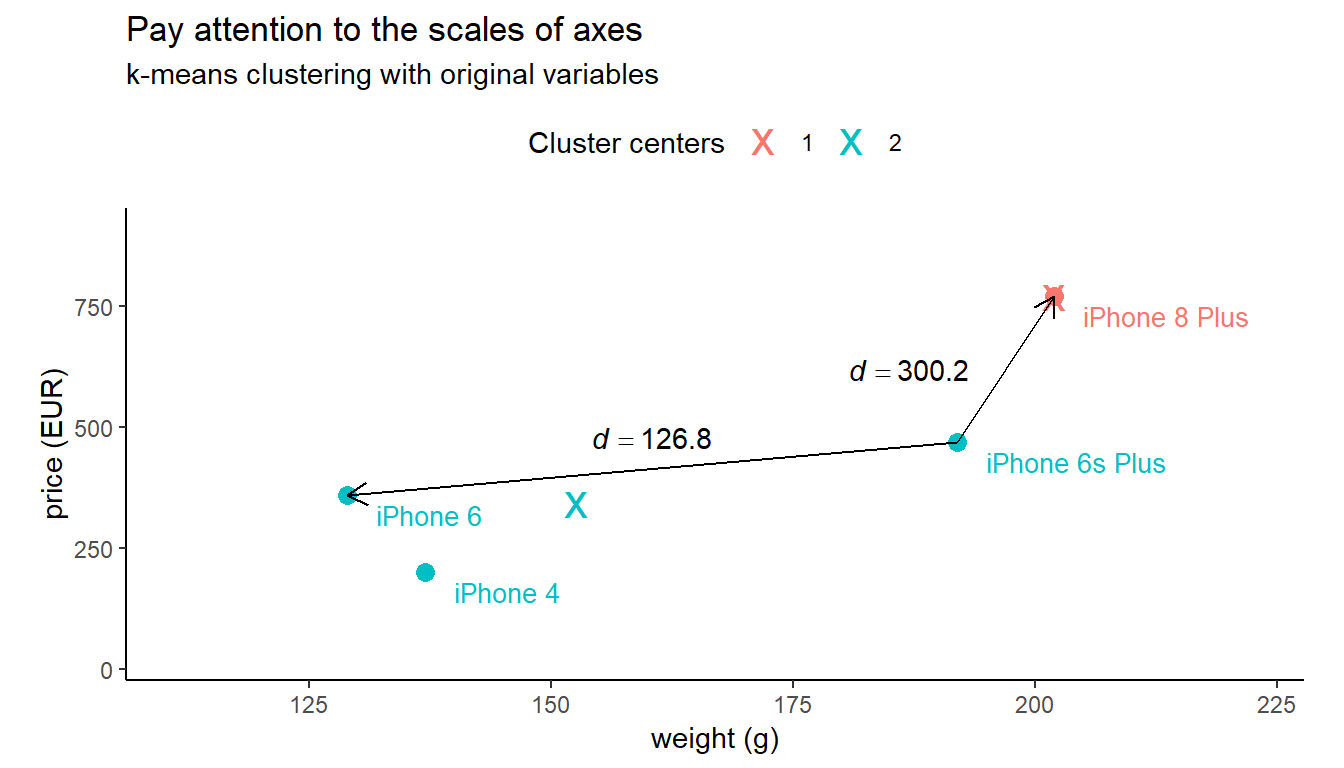 Pay attention to the scales of axes
k-means clustering with original variables
Cluster centers X 1 X 2
750
iPhone 8 Plus
d = 300.2
price (EUR)
500
d = 126.8
iPhone 6s Plus
X
iPhone 6
250
iPhone 4
0
125 150 175 200 225
weight (g)